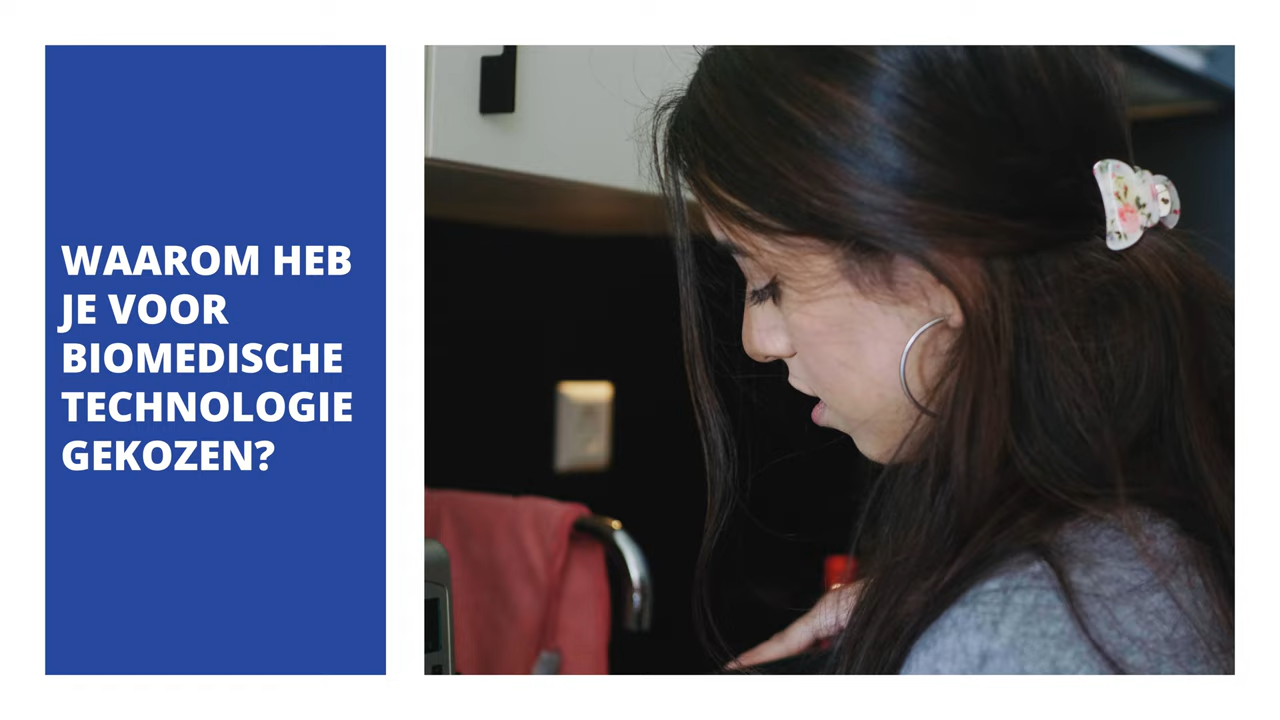 WAAROM HEB
JE VOOR
BIOMEDISCHE
TECHNOLOGIE
GEKOZEN?